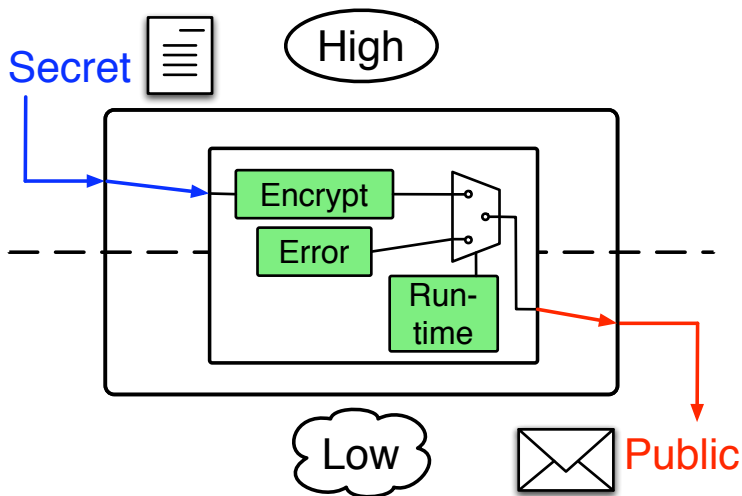 High
Secret
Encrypt
Error
Run-
time
Low
Public